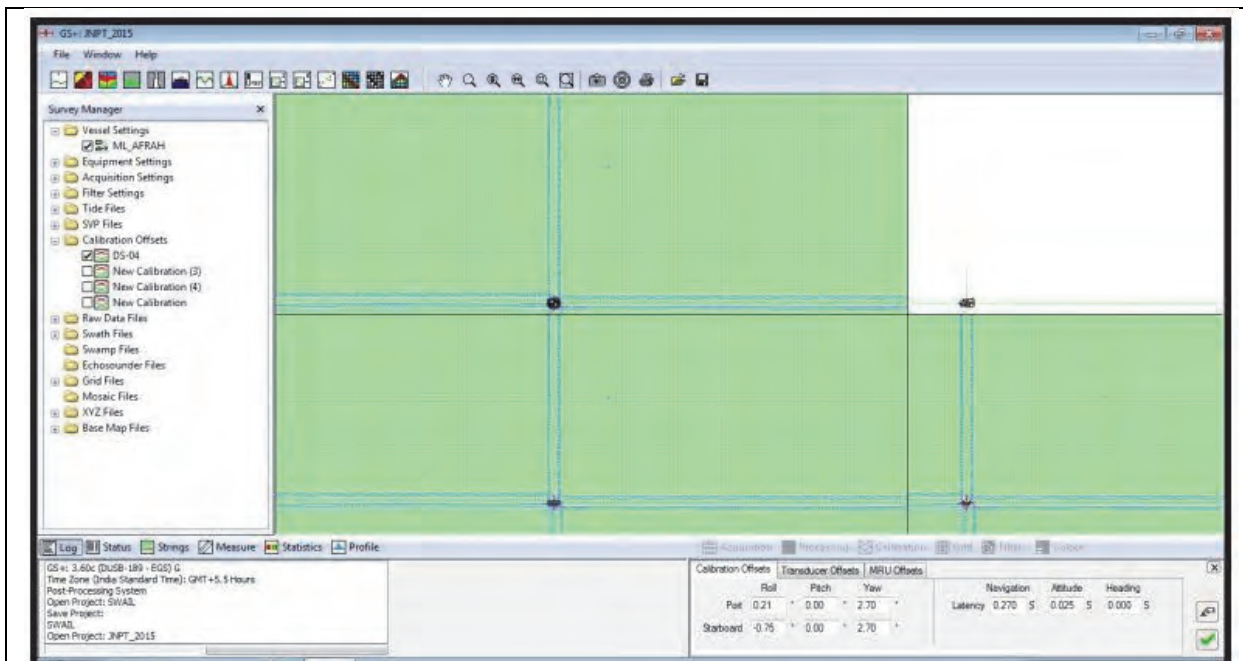 GS+: JNPT_2015
File Window Help
Survey Manager
Vessel Settings
ML_AFRAH
Equipment Settings
Acquisition Settings
Filter Settings
Tide Files
SVP Files
Calibration Offsets
DS-04
New Calibration (3)
New Calibration (4)
New Calibration
Raw Data Files
Swath Files
Swamp Files
Echosounder Files
Grid Files
Mosaic Files
XYZ Files
Base Map Files
Log Status Strings Measure Statistics Profile
GS+: 3.60c (DUSB-189 - EGS) G
Time Zone (India Standard Time): GMT+5.5 Hours
Post-Processing System
Open Project: SWAIL
Save Project:
SWAIL
Open Project: JNPT_2015
Acquisition Processing Calibration Grid Filters
Calibration Offsets Transducer Offsets MRU Offsets
Roll Pitch Yaw Navigation Attitude Heading
Port 0.21 ° 0.00 ° 2.70 ° Latency 0.270 S 0.025 S 0.000 S
Starboard -0.75 ° 0.00 ° 2.70 °